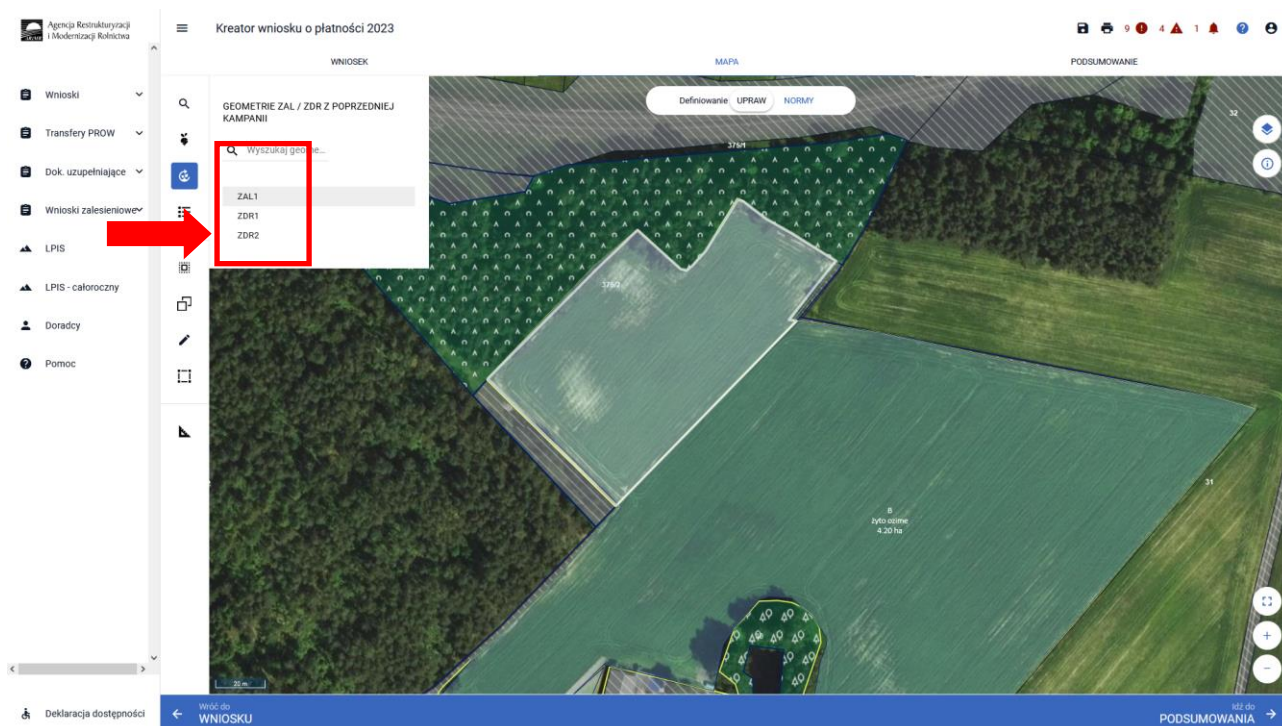 Agencja Restrukturyzacji
i Modernizacji Rolnictwa
Kreator wniosku o płatności 2023
9
4
1
WNIOSEK
MAPA
PODSUMOWANIE
Wnioski
Transfery PROW
Dok. uzupełniające
Wnioski zalesieniowe
LPIS
LPIS - całoroczny
Doradcy
Pomoc
GEOMETRIE ZAL / ZDR Z POPRZEDNIEJ
KAMPANII
Wyszukaj geome...
ZAL1
ZDR1
ZDR2
Definiowanie UPRAW NORMY
32
375/1
376/2
31
B
żyto ozime
4.20 ha
20 m
Deklaracja dostępności
Wróć do
WNIOSKU
Idź do
PODSUMOWANIA